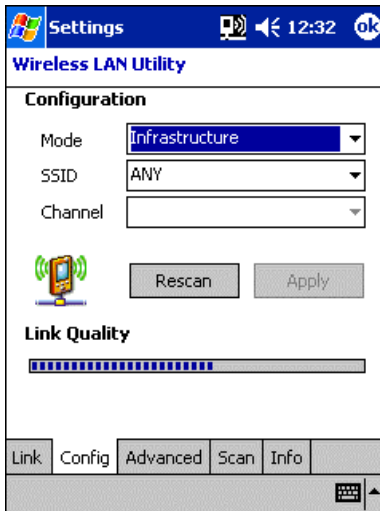 Settings 12:32 ok
Wireless LAN Utility
Configuration
Mode Infrastructure
SSID ANY
Channel
Rescan Apply
Link Quality
Link Config Advanced Scan Info